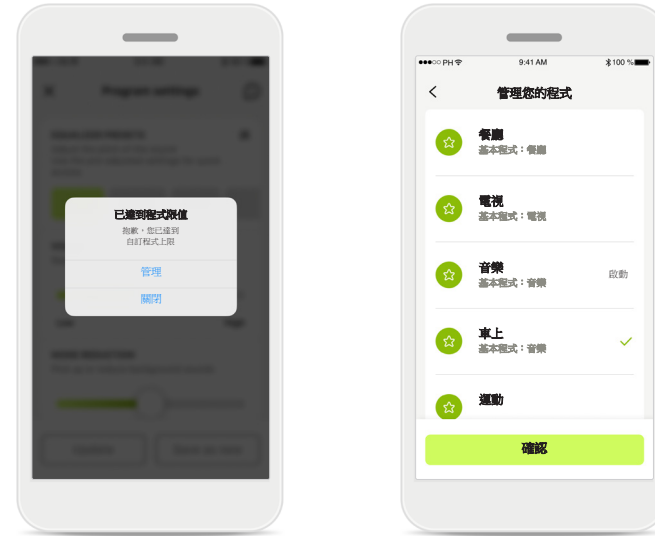 Program settings
已達到程式限值
抱歉，您已達到
自訂程式上限
管理
關閉
PH
9:41 AM
100 %
管理您的程式
餐廳
基本程式：餐廳
電視
基本程式：電視
音樂
基本程式：音樂
啟動
車上
基本程式：音樂
運動
確認